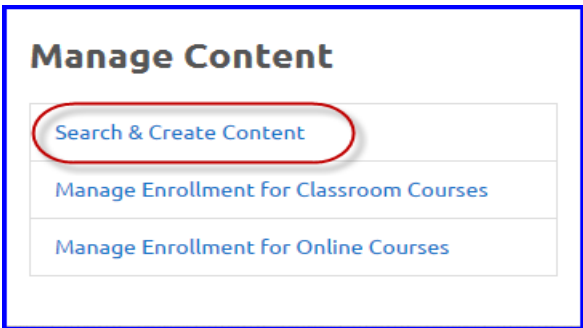 Manage Content
Search & Create Content
Manage Enrollment for Classroom Courses
Manage Enrollment for Online Courses